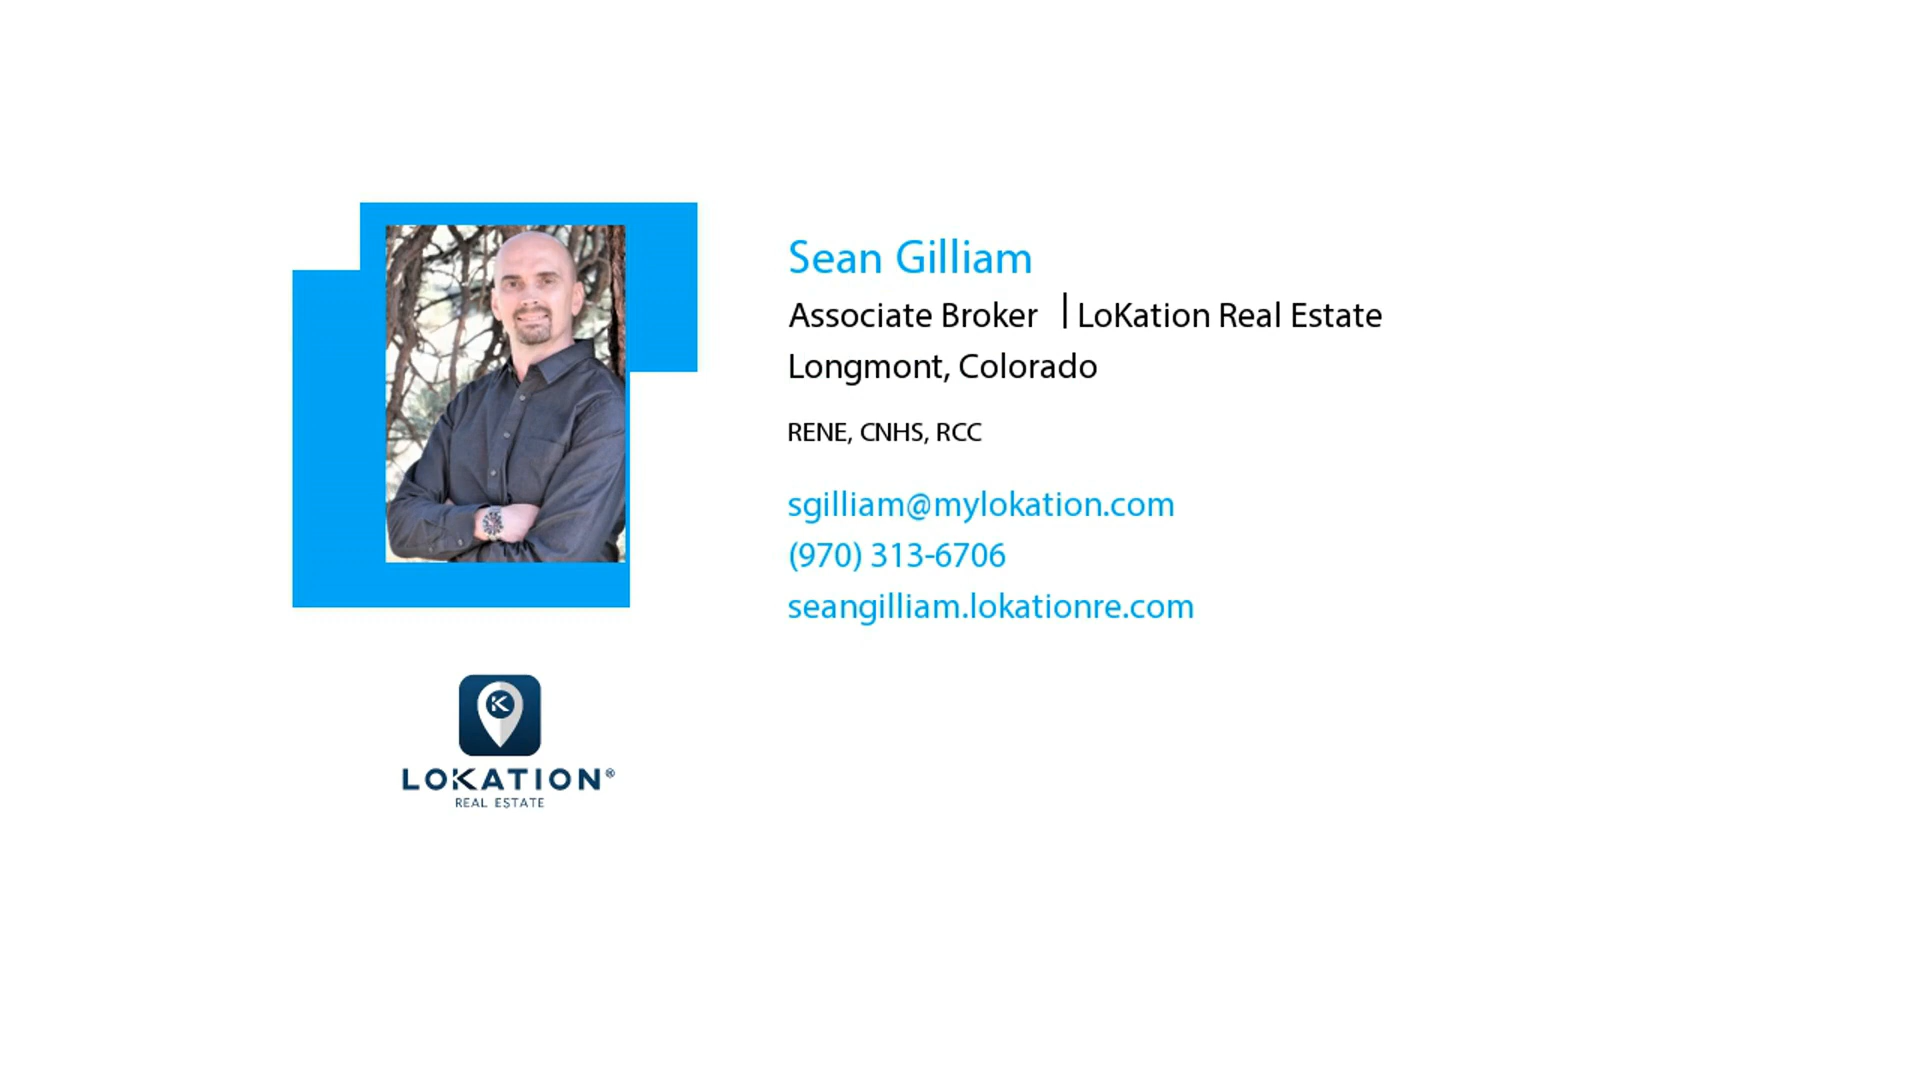 Sean Gilliam
Associate Broker | LoKation Real Estate
Longmont, Colorado
RENE, CNHS, RCC
sgilliam@mylokation.com
(970) 313-6706
seangilliam.lokationre.com
K
LOKATION®
REAL ESTATE